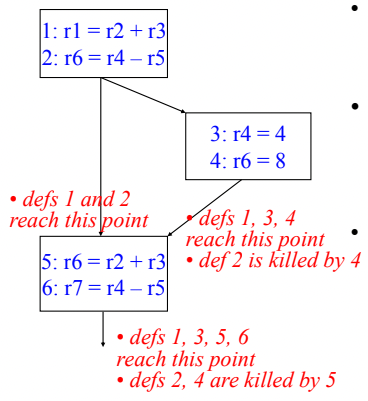 1: r1 = r2 + r3
2: r6 = r4 – r5
3: r4 = 4
4: r6 = 8
• defs 1 and 2
reach this point
• defs 1, 3, 4
reach this point
• def 2 is killed by 4
5: r6 = r2 + r3
6: r7 = r4 – r5
• defs 1, 3, 5, 6
reach this point
• defs 2, 4 are killed by 5
•
•
•